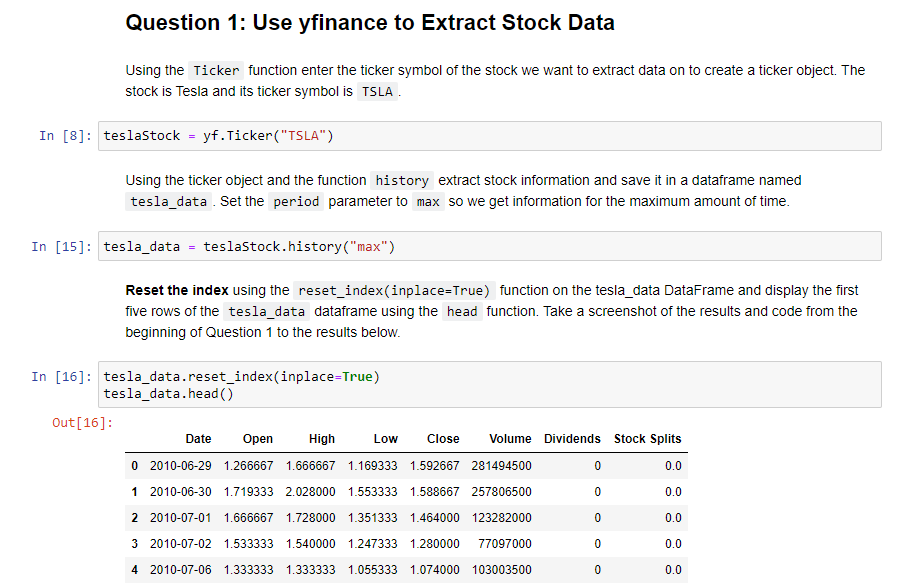 Question 1: Use yfinance to Extract Stock Data
Using the Ticker function enter the ticker symbol of the stock we want to extract data on to create a ticker object. The
stock is Tesla and its ticker symbol is TSLA.
In [8]: teslaStock = yf.Ticker("TSLA")
Using the ticker object and the function history extract stock information and save it in a dataframe named
tesla_data. Set the period parameter to max so we get information for the maximum amount of time.
In [15]: tesla_data = teslaStock.history("max")
Reset the index using the reset_index(inplace=True) function on the tesla_data DataFrame and display the first
five rows of the tesla_data dataframe using the head function. Take a screenshot of the results and code from the
beginning of Question 1 to the results below.
In [16]: tesla_data.reset_index(inplace=True)
tesla_data.head()
Out[16]:
Date Open High Low Close Volume Dividends Stock Splits
0 2010-06-29 1.266667 1.666667 1.169333 1.592667 281494500 0 0.0
1 2010-06-30 1.719333 2.028000 1.553333 1.588667 257806500 0 0.0
2 2010-07-01 1.666667 1.728000 1.351333 1.464000 123282000 0 0.0
3 2010-07-02 1.533333 1.540000 1.247333 1.280000 77097000 0 0.0
4 2010-07-06 1.333333 1.333333 1.055333 1.074000 103003500 0 0.0